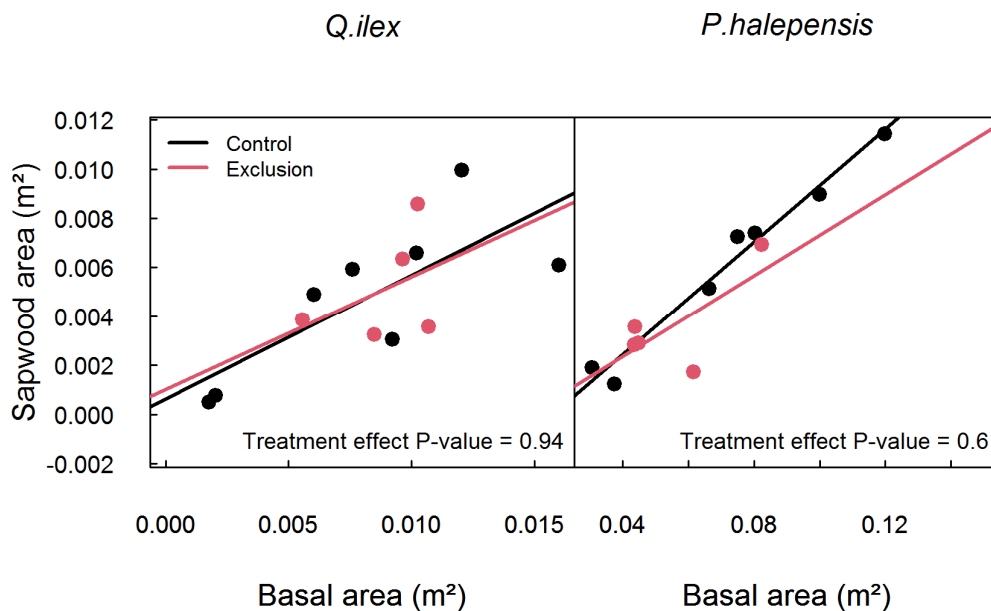 Q.ilex
P.halepensis
Sapwood area (m²)
0.012
0.010
0.008
0.006
0.004
0.002
0.000
-0.002
Control
Exclusion
Treatment effect P-value = 0.94
Treatment effect P-value = 0.6
0.000 0.005 0.010 0.015
0.04 0.08 0.12
Basal area (m²)
Basal area (m²)